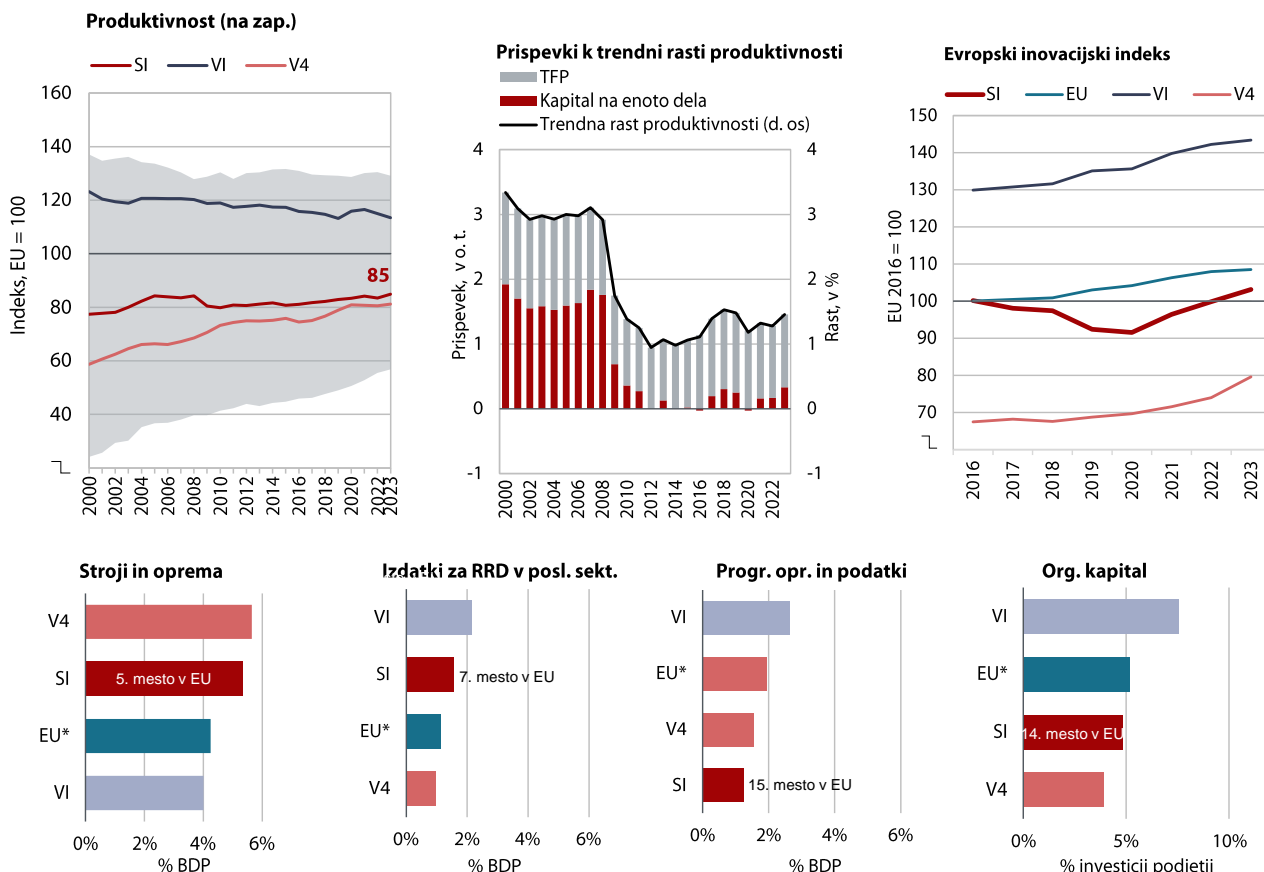 Produktivnost (na zap.)
SI VI V4
Indeks, EU = 100
160
140
120
100
80
60
40
85
2000 2002 2004 2006 2008 2010 2012 2014 2016 2018 2020 2022 2023
Prispevki k trendni rasti produktivnosti
TFP
Kapital na enoto dela
Trendna rast produktivnosti (d. os)
Prispevek, v o. t.
4
3
2
1
0
-1
4
3
2
1
0
-1
Rast, v %
2000 2002 2004 2006 2008 2010 2012 2014 2016 2018 2020 2022
Evropski inovacijski indeks
SI EU VI V4
EU 2016 = 100
150
140
130
120
110
100
90
80
70
2016 2017 2018 2019 2020 2021 2022 2023
Stroji in oprema
V4
SI
5. mesto v EU
EU*
VI
0% 2% 4% 6%
% BDP
Izdatki za RRD v posl. sekt.
VI
SI
7. mesto v EU
EU*
V4
0% 2% 4% 6%
% BDP
Progr. opr. in podatki
VI
EU*
V4
SI
15. mesto v EU
0% 2% 4% 6%
% BDP
Org. kapital
VI
EU*
SI
14. mesto v EU
V4
0% 5% 10%
% investicij podjetij